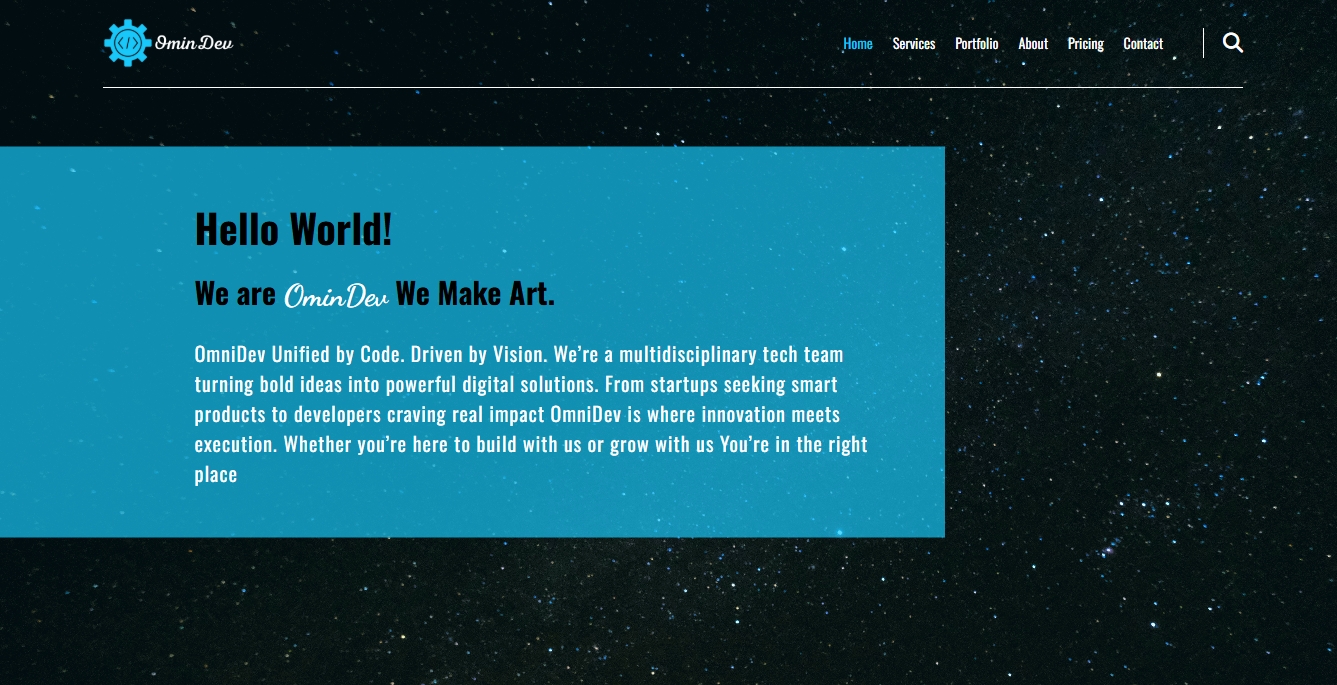 </> OminDev
Home Services Portfolio About Pricing Contact
Hello World!
We are OminDev We Make Art.
OmniDev Unified by Code. Driven by Vision. We’re a multidisciplinary tech team
turning bold ideas into powerful digital solutions. From startups seeking smart
products to developers craving real impact OmniDev is where innovation meets
execution. Whether you’re here to build with us or grow with us You’re in the right
place